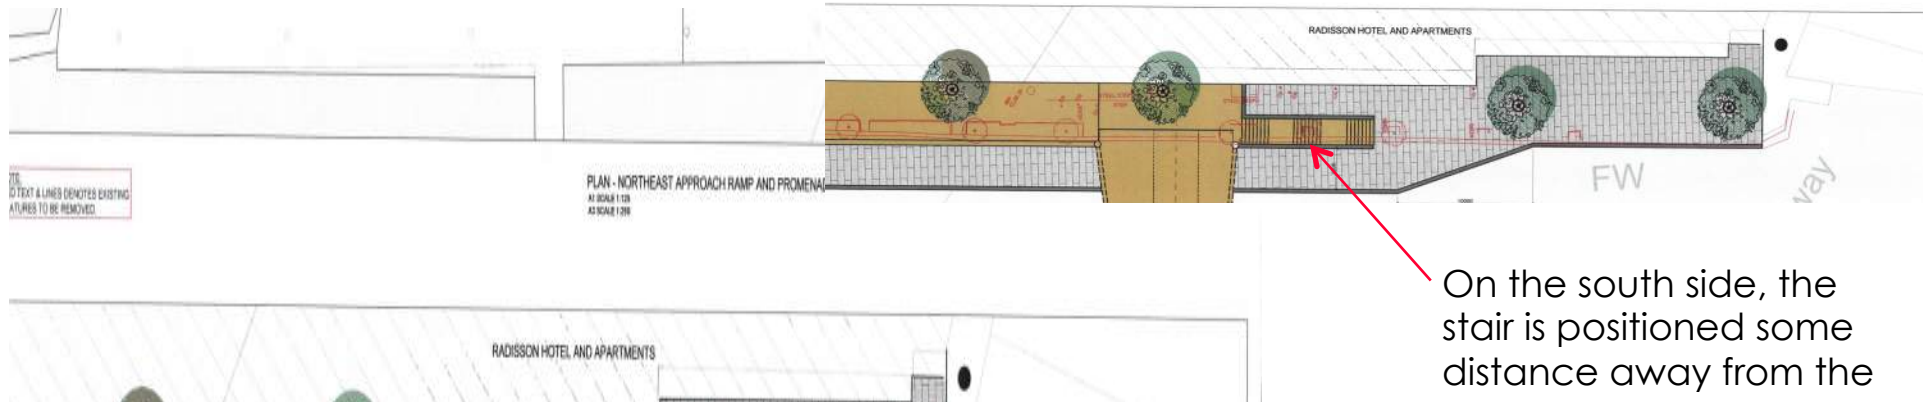 RADISSON HOTEL AND APARTMENTS
D TEXT & LINES DENOTES EXISTING
ATURES TO BE REMOVED.
PLAN - NORTHEAST APPROACH RAMP AND PROMENAD
A1 SCALE 1:125
A3 SCALE 1:250
FW
way
On the south side, the
stair is positioned some
distance away from the
RADISSON HOTEL AND APARTMENTS